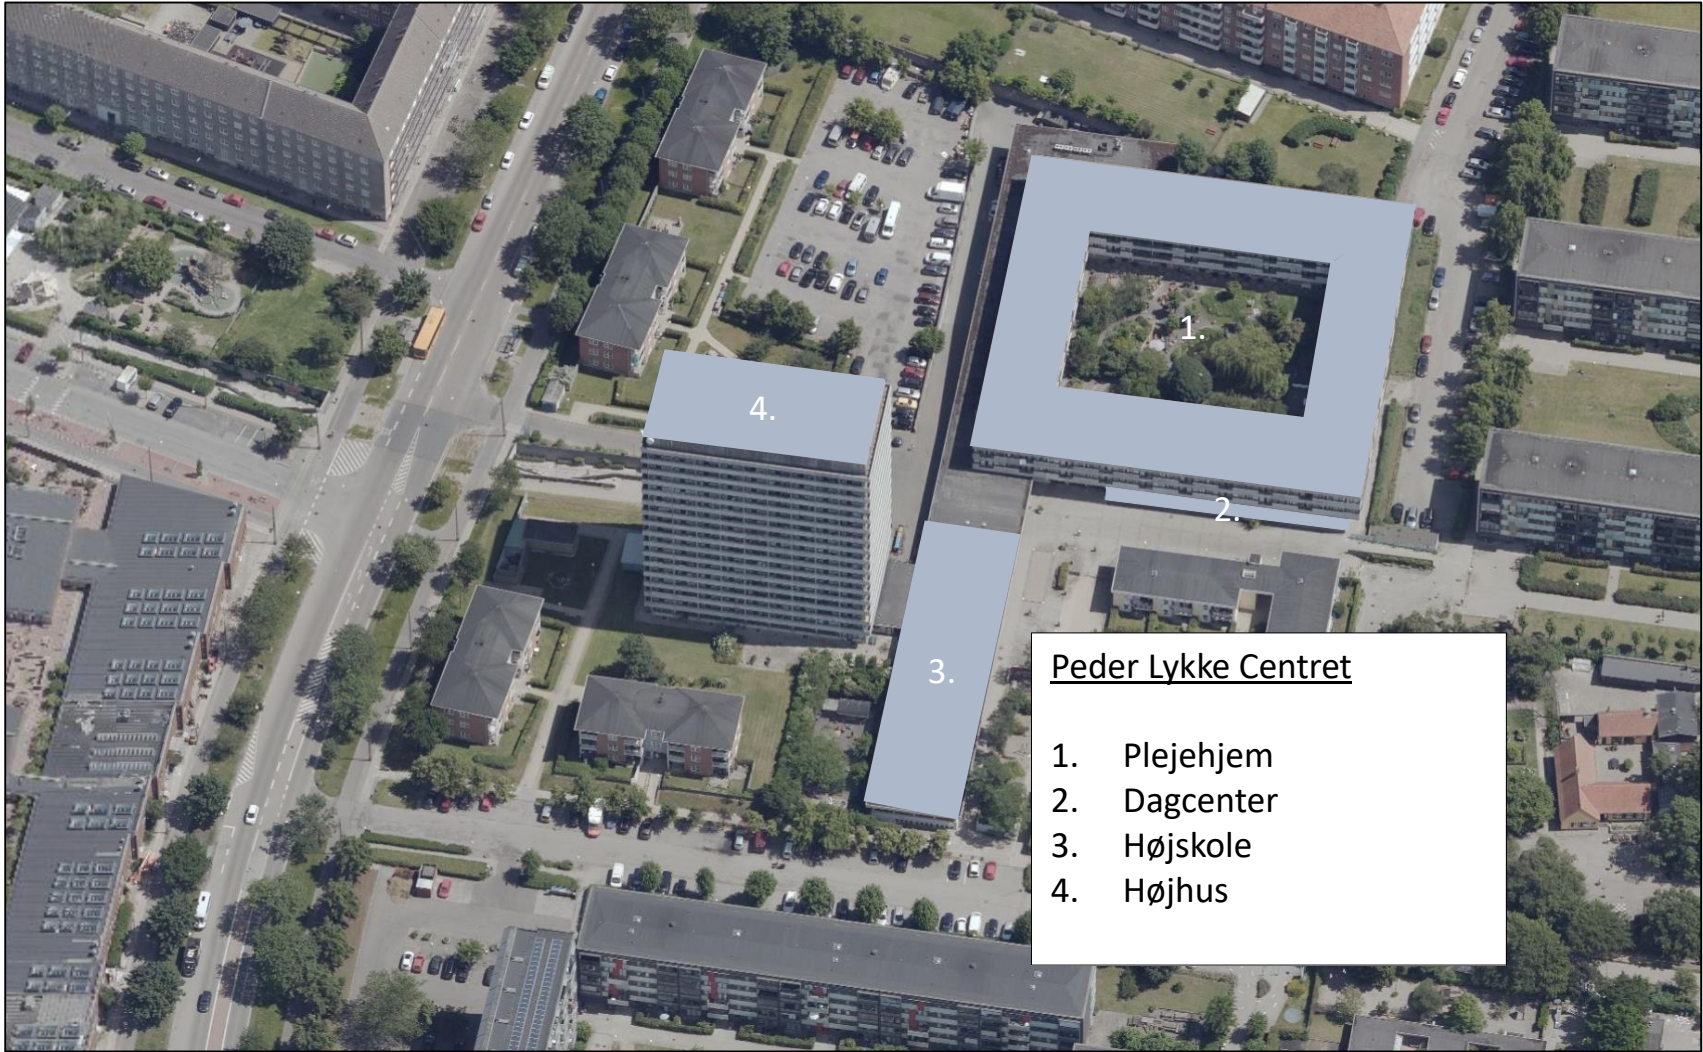 1.
4.
2.
3.
Peder Lykke Centret
1. Plejehjem
2. Dagcenter
3. Højskole
4. Højhus